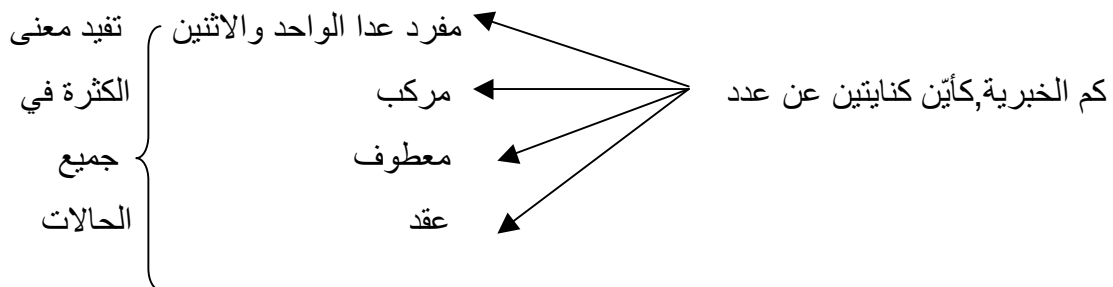 كم الخبرية,كأيّن كنايتين عن عدد
مفرد عدا الواحد والاثنين
مركب
معطوف
عقد
تفيد معنى
الكثرة في
جميع
الحالات